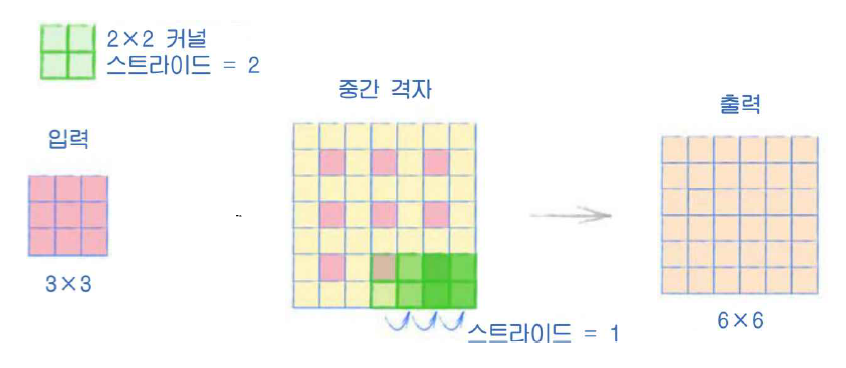 2×2 커널
스트라이드 = 2
중간 격자
출력
입력
3×3
스트라이드 = 1
6×6